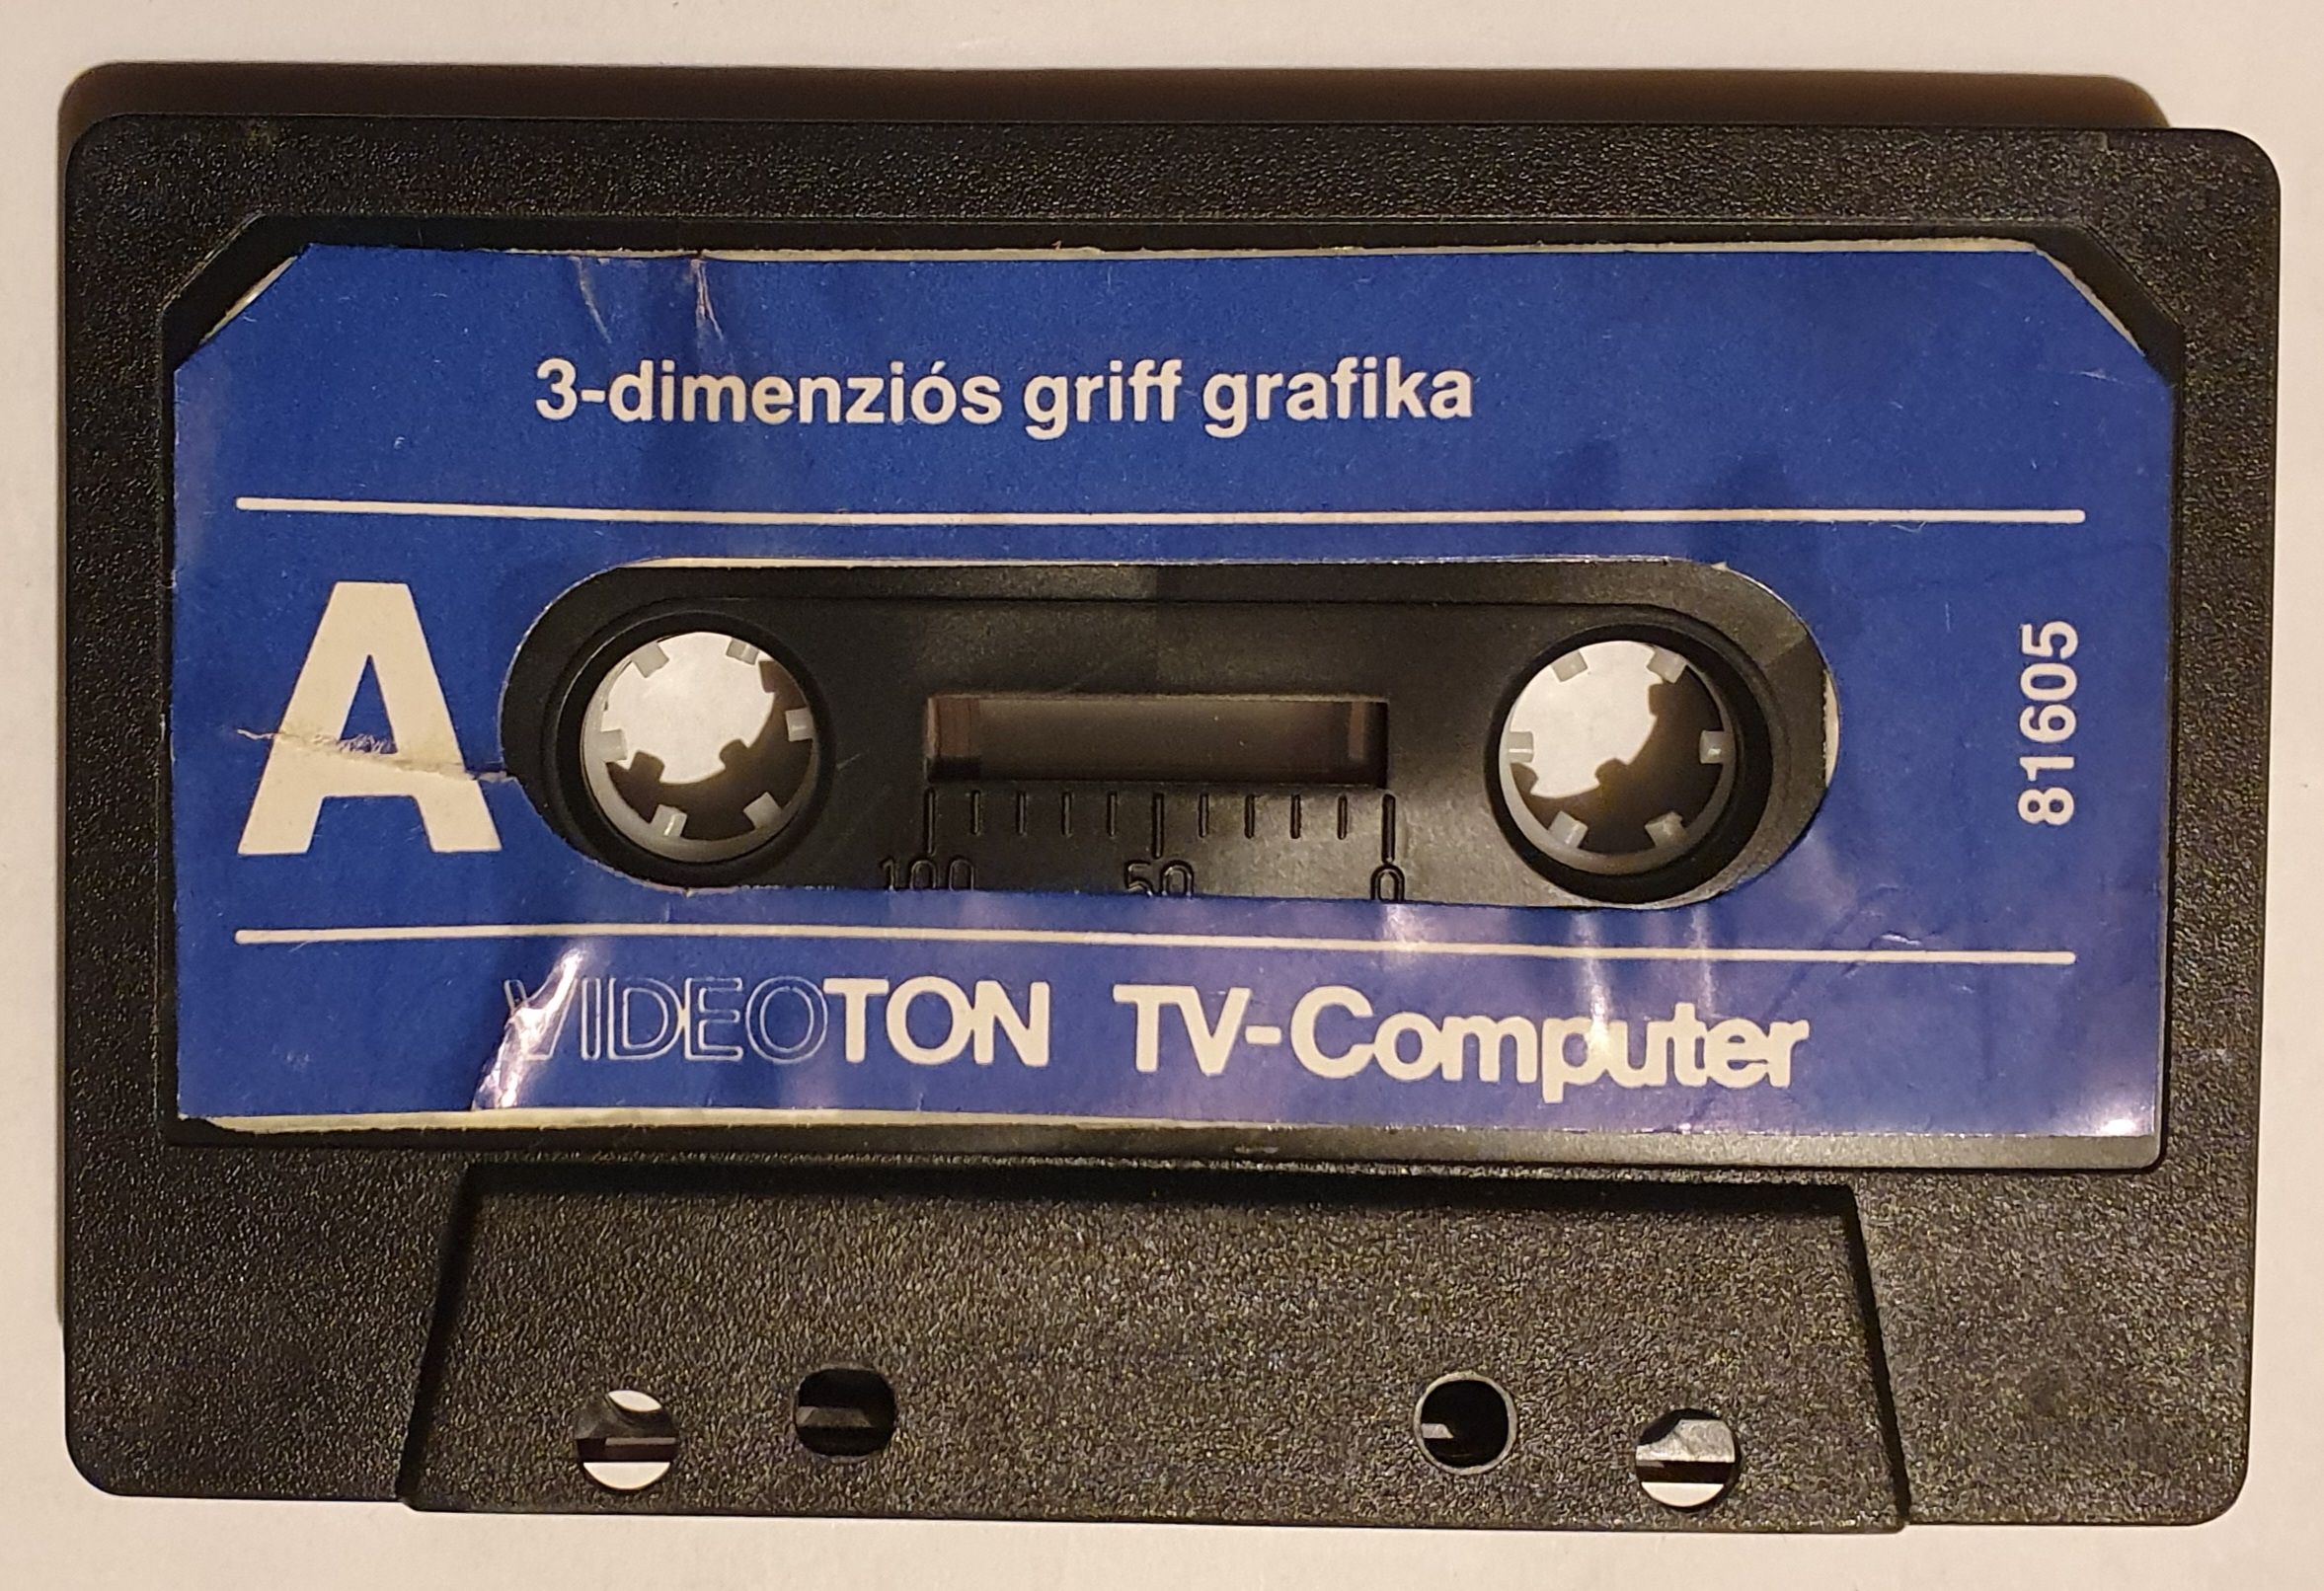 3-dimenziós griff grafika
A
81605
100 50 0
VIDEOTON TV-Computer